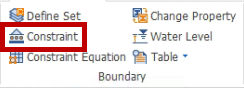 Define Set Change Property
Constraint Water Level
Constraint Equation Table
Boundary